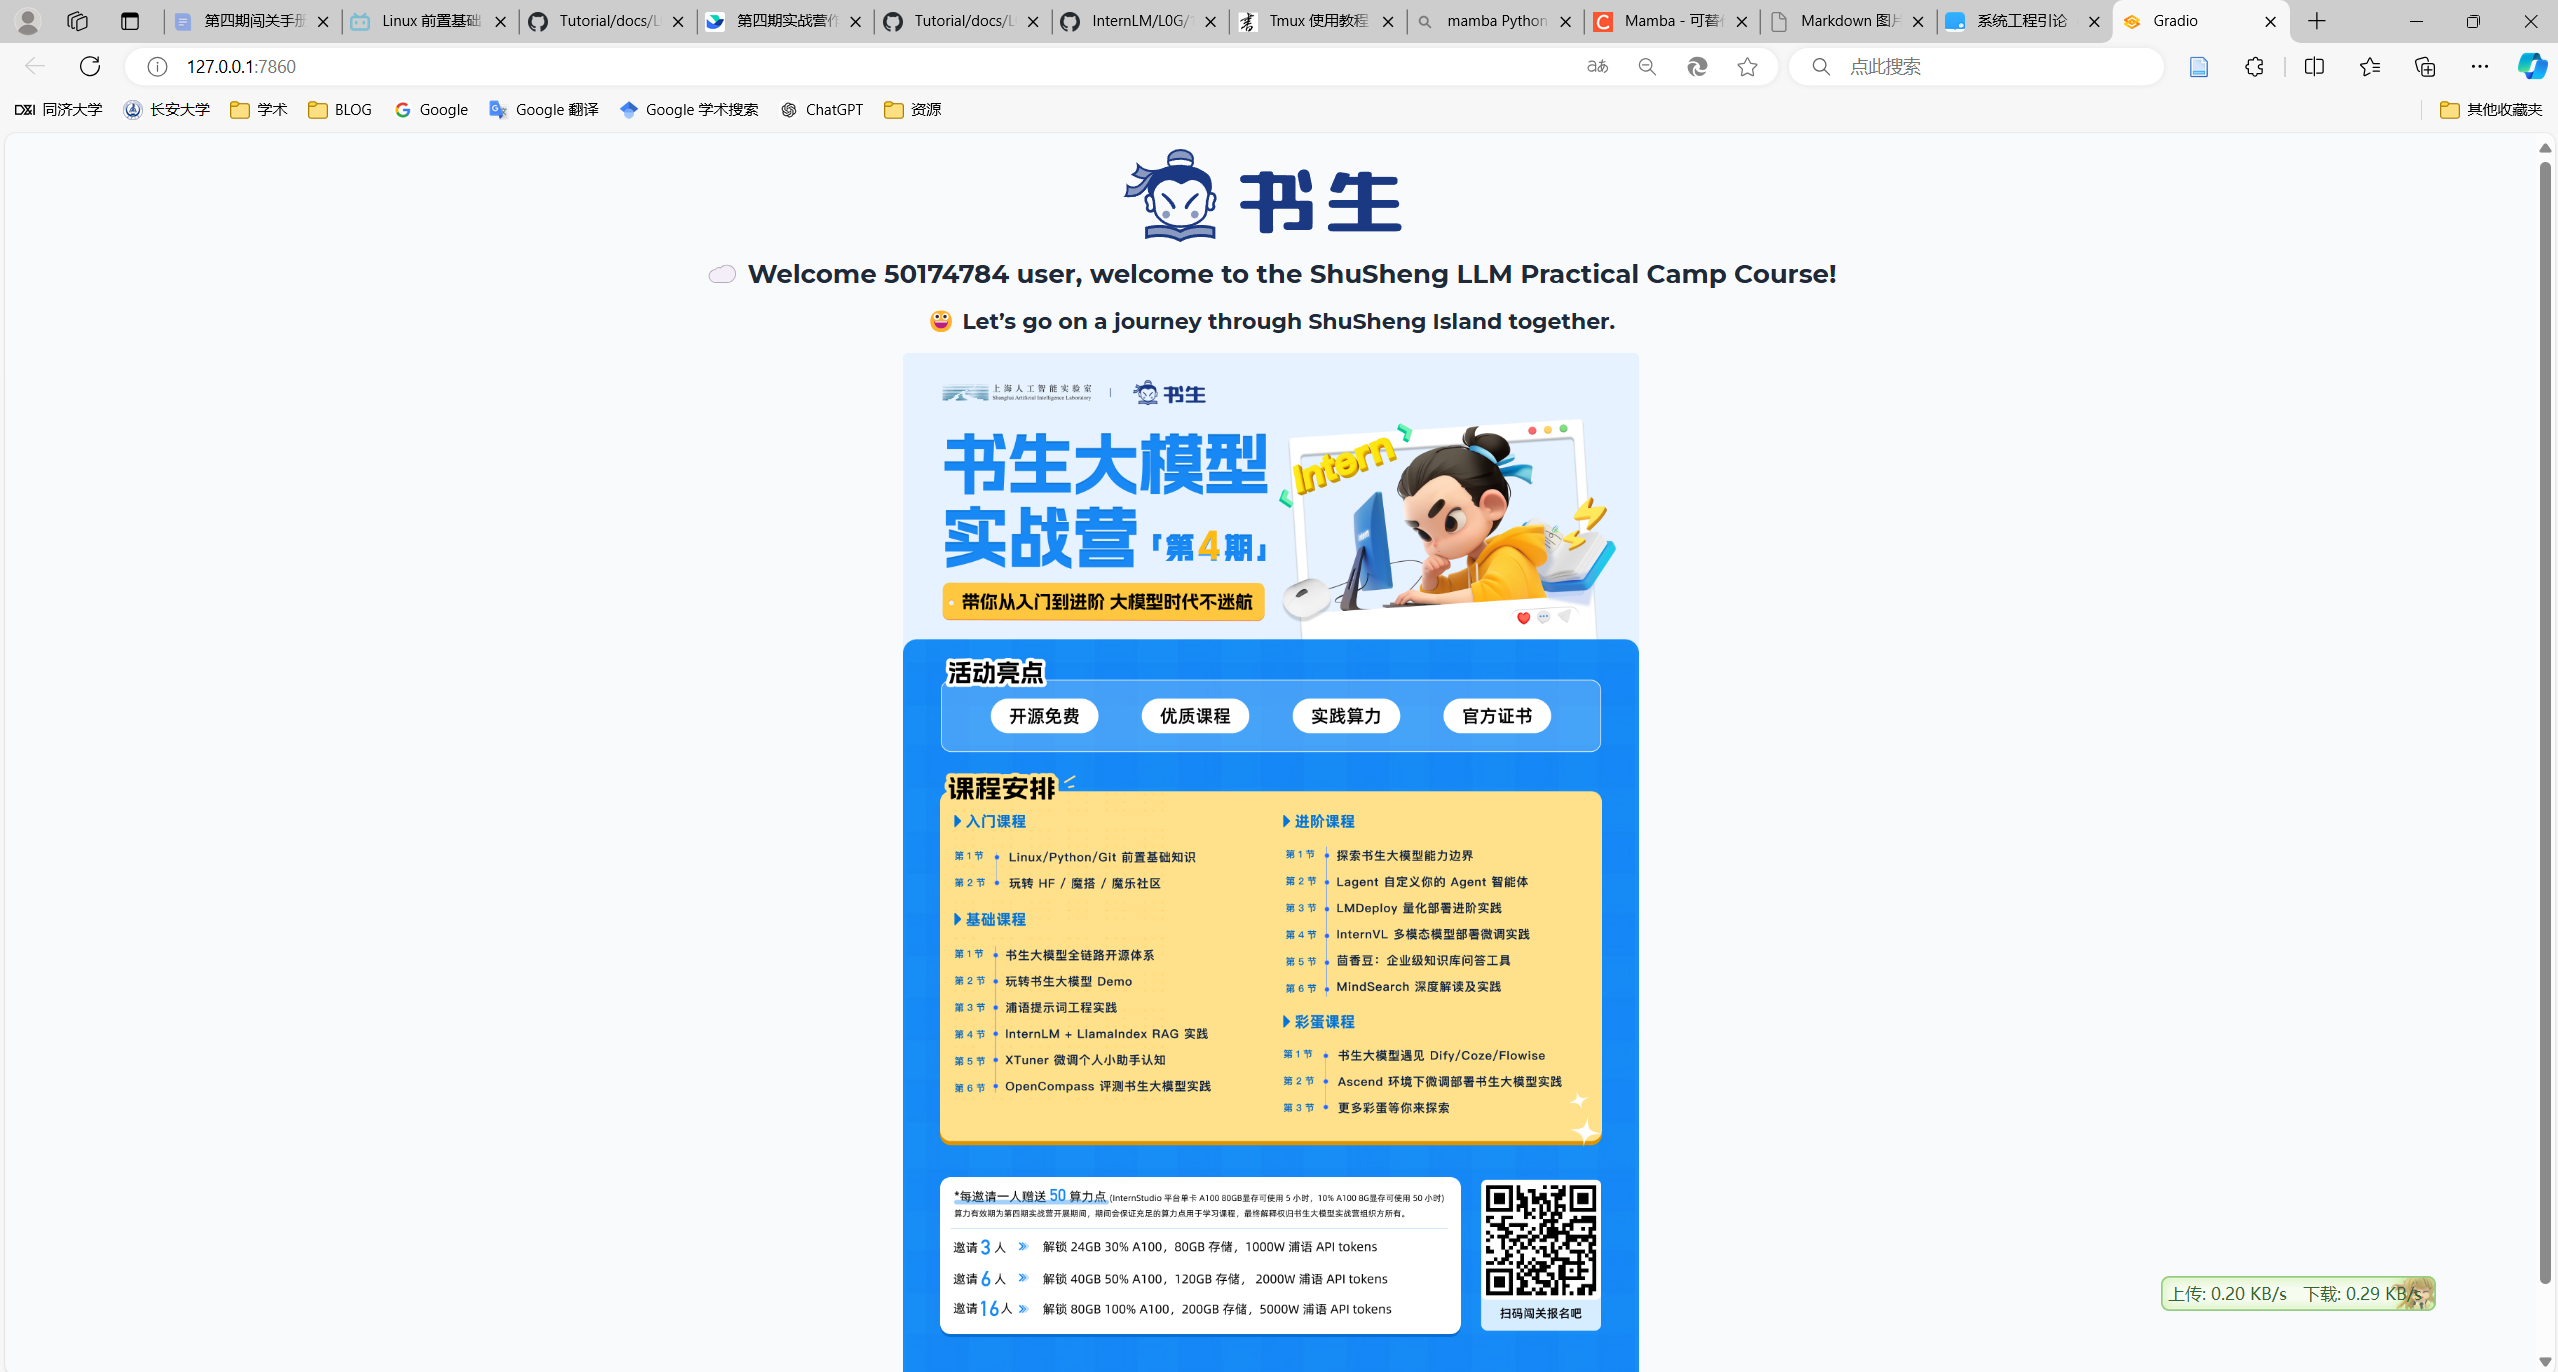 第四期闯关手册
Linux 前置基础
Tutorial/docs/L
第四期实战营作
Tutorial/docs/L
InternLM/L0G/
Tmux 使用教程
mamba Python
Mamba - 可替
Markdown 图片
系统工程引论
Gradio
127.0.0.1:7860
点此搜索
同济大学
长安大学
学术
BLOG
Google
Google 翻译
Google 学术搜索
ChatGPT
资源
其他收藏夹
书生
Welcome 50174784 user, welcome to the ShuSheng LLM Practical Camp Course!
Let’s go on a journey through ShuSheng Island together.
上海人工智能实验室
Shanghai Artificial Intelligence Laboratory
书生
书生大模型
实战营「第4期」
Intern
带你从入门到进阶 大模型时代不迷航
活动亮点
开源免费
优质课程
实践算力
官方证书
课程安排
入门课程
第1节 Linux/Python/Git 前置基础知识
第2节 玩转 HF / 魔搭 / 魔乐社区
基础课程
第1节 书生大模型全链路开源体系
第2节 玩转书生大模型 Demo
第3节 浦语提示词工程实践
第4节 InternLM + LlamaIndex RAG 实践
第5节 XTuner 微调个人小助手认知
第6节 OpenCompass 评测书生大模型实践
进阶课程
第1节 探索书生大模型能力边界
第2节 Lagent 自定义你的 Agent 智能体
第3节 LMDeploy 量化部署进阶实践
第4节 InternVL 多模态模型部署微调实践
第5节 茴香豆：企业级知识库问答工具
第6节 MindSearch 深度解读及实践
彩蛋课程
第1节 书生大模型遇见 Dify/Coze/Flowise
第2节 Ascend 环境下微调部署书生大模型实践
第3节 更多彩蛋等你来探索
*每邀请一人赠送 50 算力点 (InternStudio 平台单卡 A100 80GB显存可使用 5 小时，10% A100 8G显存可使用 50 小时)
算力有效期为第四期实战营开展期间，期间会保证充足的算力点用于学习课程，最终解释权归书生大模型实战营组织方所有。
邀请3人 解锁 24GB 30% A100，80GB 存储，1000W 浦语 API tokens
邀请6人 解锁 40GB 50% A100，120GB 存储，2000W 浦语 API tokens
邀请16人 解锁 80GB 100% A100，200GB 存储，5000W 浦语 API tokens
扫码闯关报名吧
上传: 0.20 KB/s 下载: 0.29 KB/s